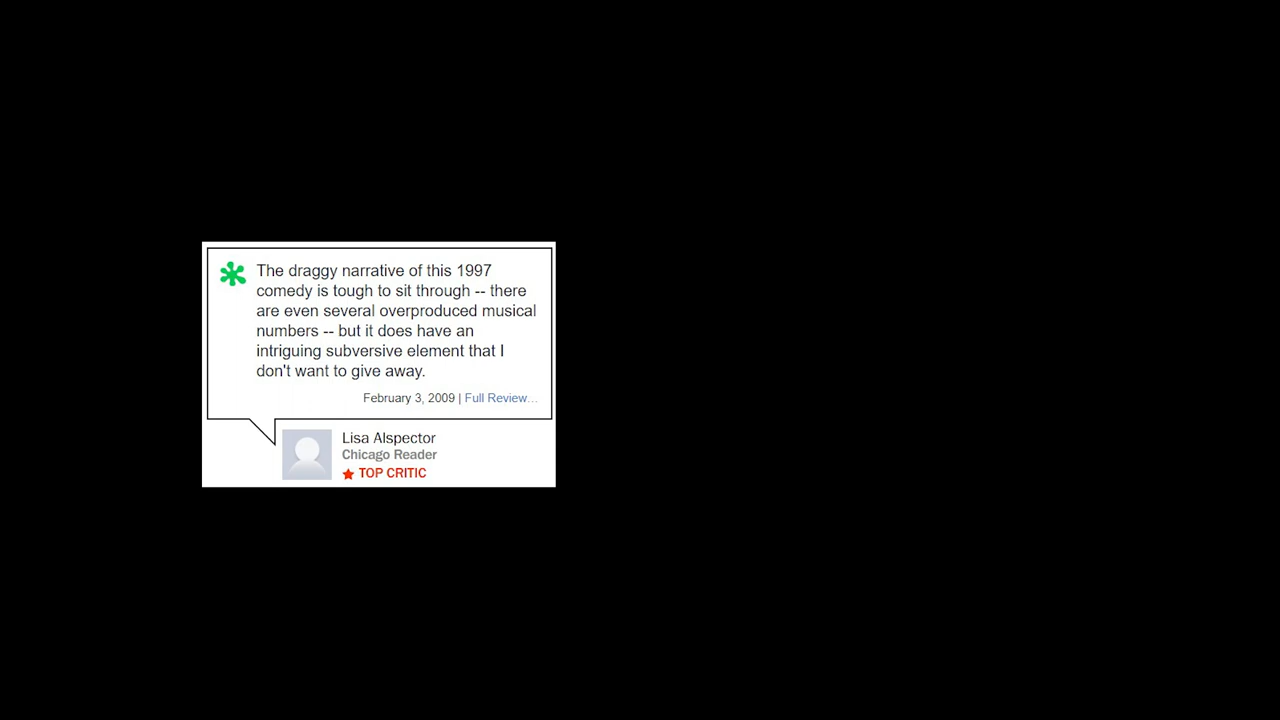 The draggy narrative of this 1997
comedy is tough to sit through -- there
are even several overproduced musical
numbers -- but it does have an
intriguing subversive element that I
don't want to give away.
February 3, 2009 | Full Review…
Lisa Alspector
Chicago Reader
TOP CRITIC